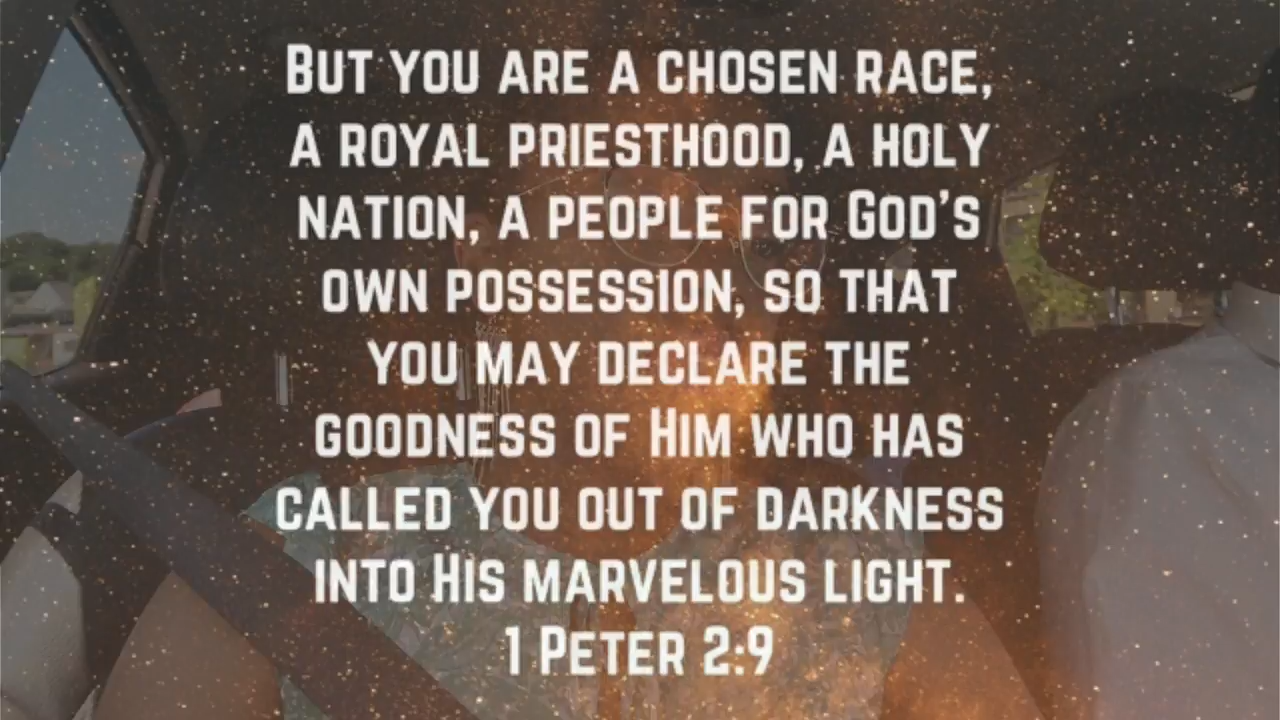 But you are a chosen race,
a royal priesthood, a holy
nation, a people for God's
own possession, so that
you may declare the
goodness of Him who has
called you out of darkness
into His marvelous light.
1 Peter 2:9